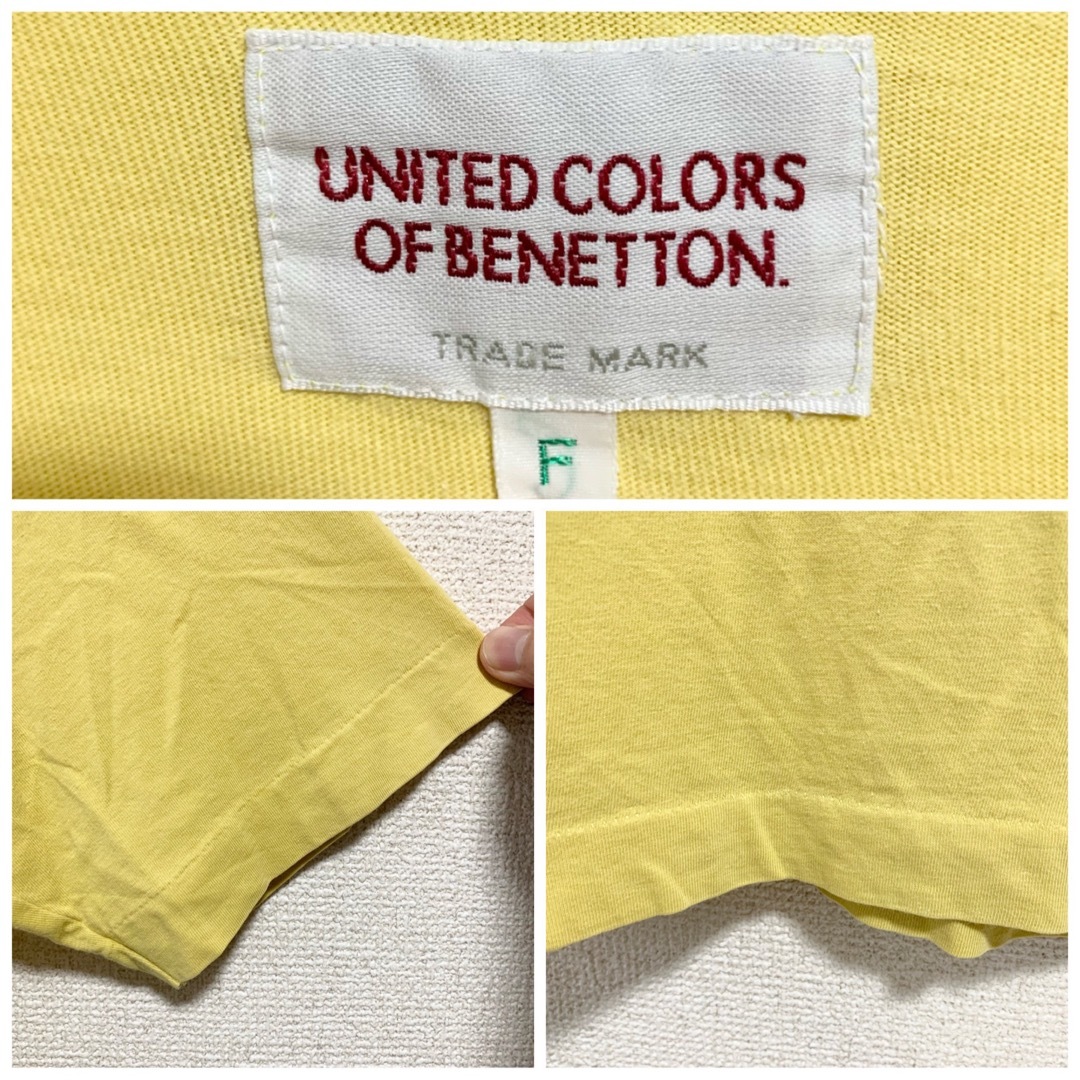 UNITED COLORS
OF BENETTON.
TRADE MARK
F